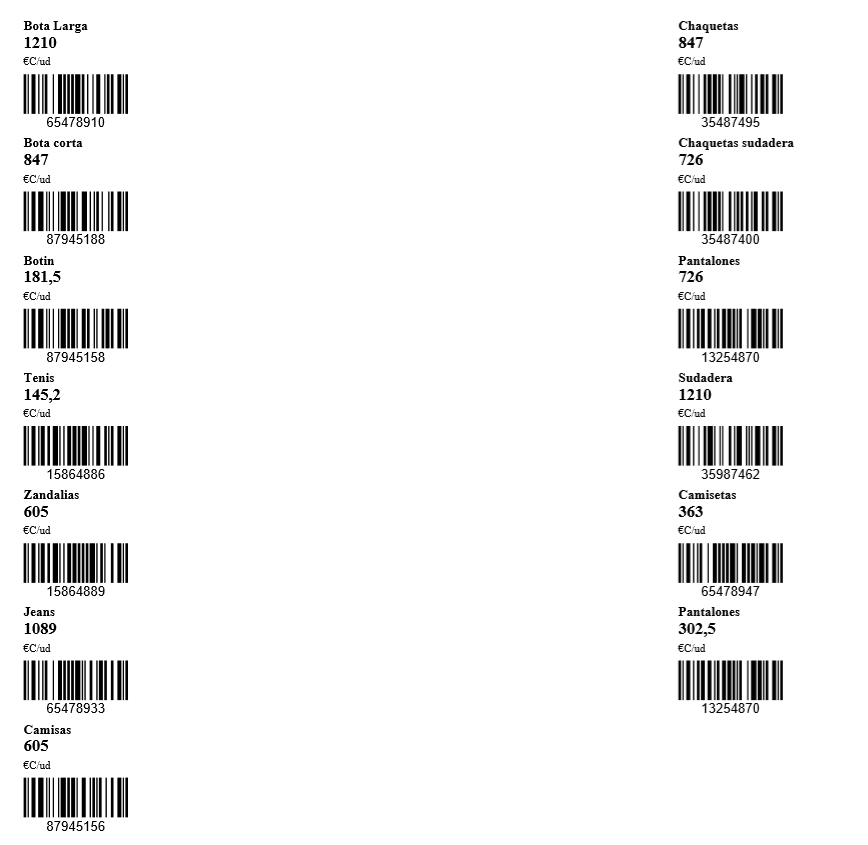 Bota Larga
1210
€C/ud
65478910
Bota corta
847
€C/ud
87945188
Botin
181,5
€C/ud
87945158
Tenis
145,2
€C/ud
15864886
Zandalias
605
€C/ud
15864889
Jeans
1089
€C/ud
65478933
Camisas
605
€C/ud
87945156
Chaquetas
847
€C/ud
35487495
Chaquetas sudadera
726
€C/ud
35487400
Pantalones
726
€C/ud
13254870
Sudadera
1210
€C/ud
35987462
Camisetas
363
€C/ud
65478947
Pantalones
302,5
€C/ud
13254870